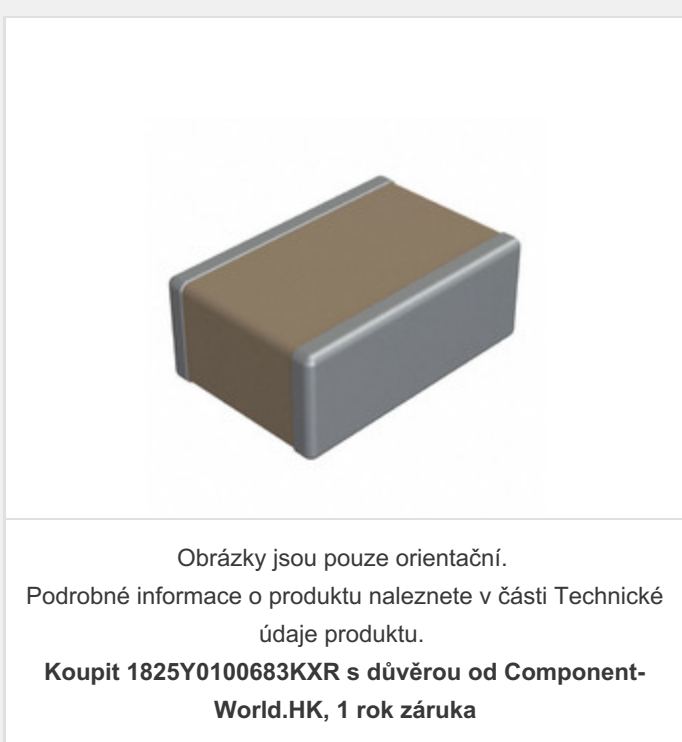 Obrázky jsou pouze orientační.
Podrobné informace o produktu naleznete v části Technické
údaje produktu.
Koupit 1825Y0100683KXR s důvěrou od Component-
World.HK, 1 rok záruka